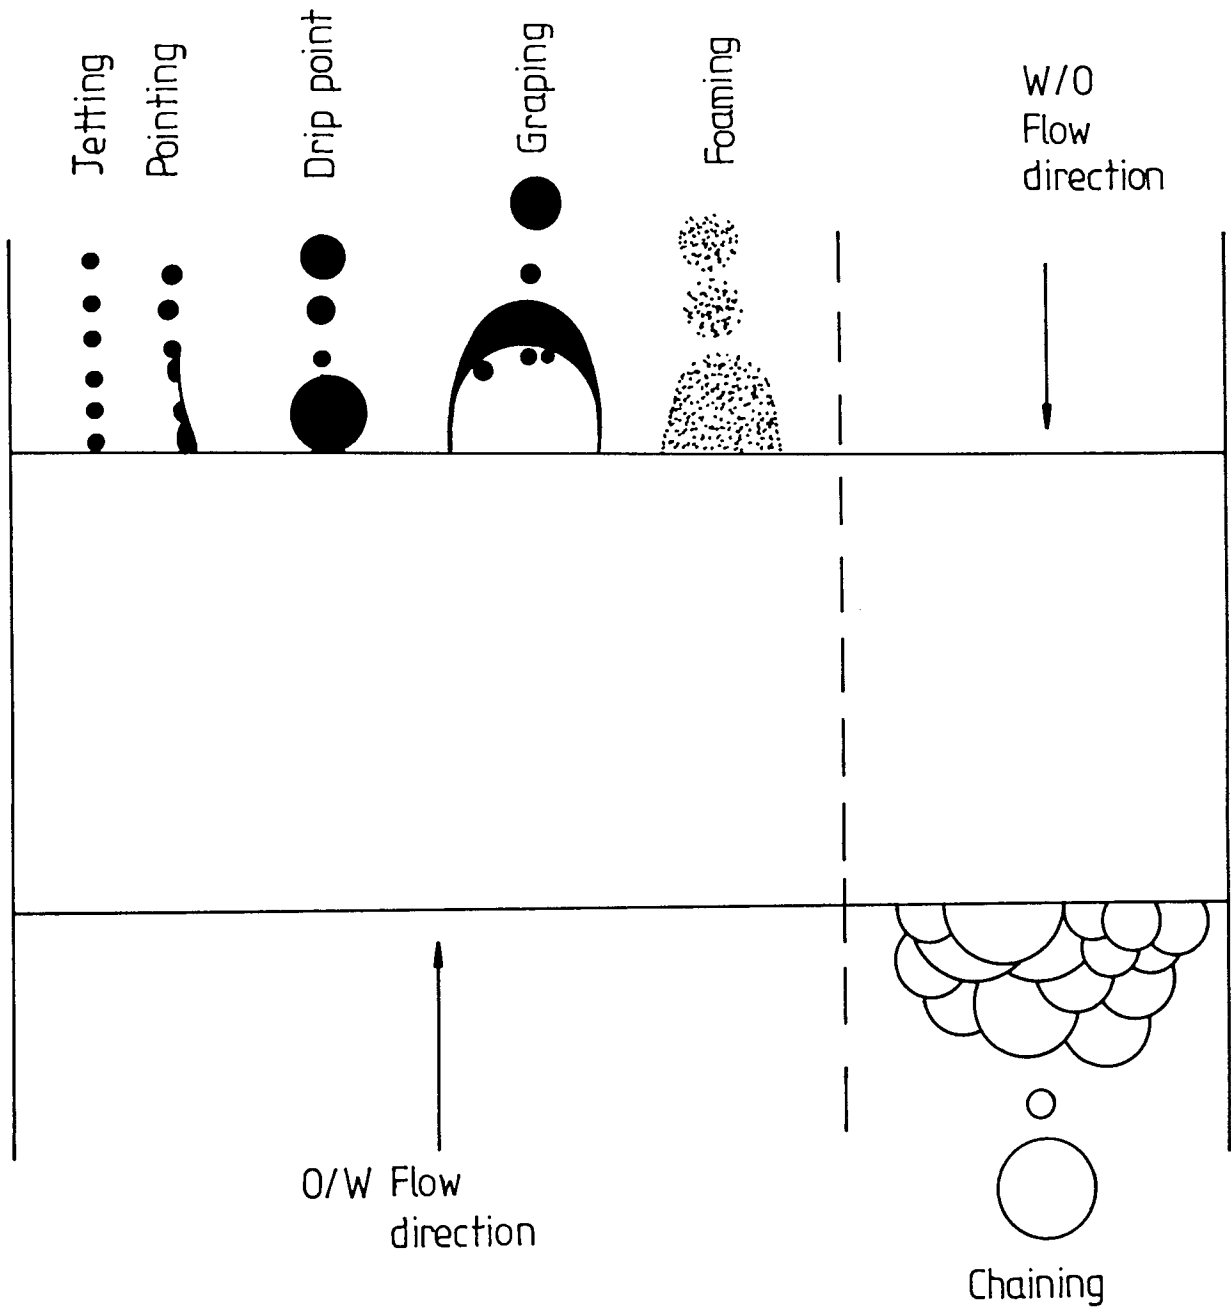 Jetting
Pointing
Drip point
Graping
Foaming
W/O
Flow
direction
O/W Flow
direction
Chaining